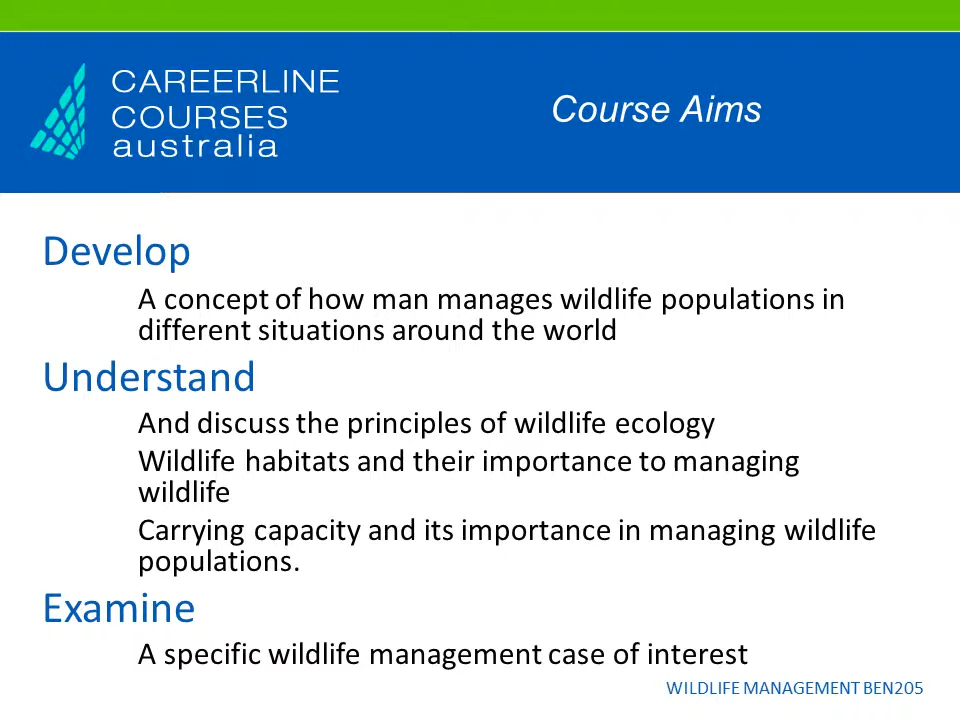 CAREERLINE
COURSES
australia
Course Aims
Develop
A concept of how man manages wildlife populations in
different situations around the world
Understand
And discuss the principles of wildlife ecology
Wildlife habitats and their importance to managing
wildlife
Carrying capacity and its importance in managing wildlife
populations.
Examine
A specific wildlife management case of interest
WILDLIFE MANAGEMENT BEN205